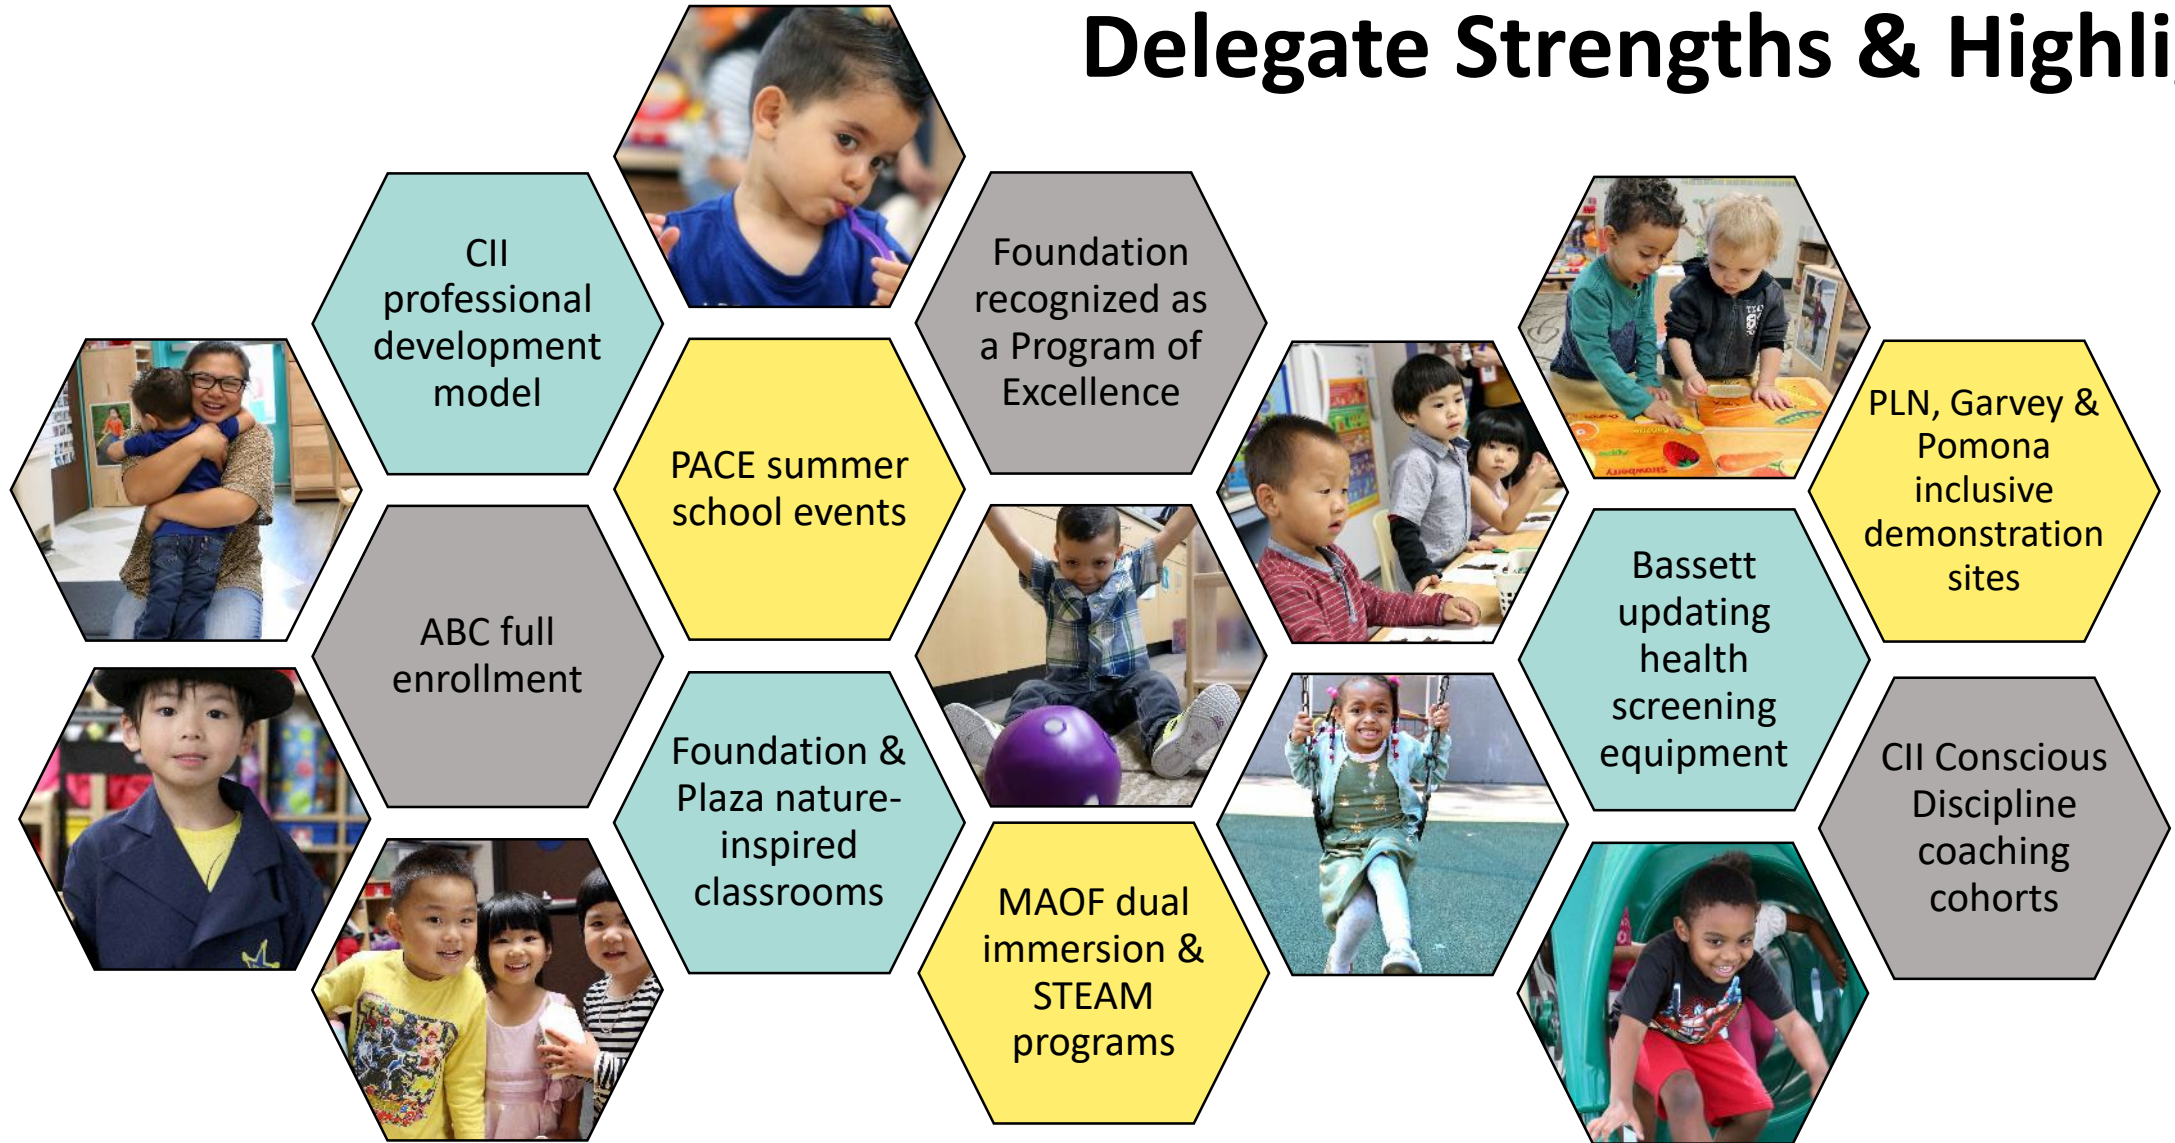 Delegate Strengths & Highli
CII
professional
development
model
Foundation
recognized as
a Program of
Excellence
PACE summer
school events
PLN, Garvey &
Pomona
inclusive
demonstration
sites
ABC full
enrollment
Bassett
updating
health
screening
equipment
Foundation &
Plaza nature-
inspired
classrooms
CII Conscious
Discipline
coaching
cohorts
MAOF dual
immersion &
STEAM
programs
Strawberry